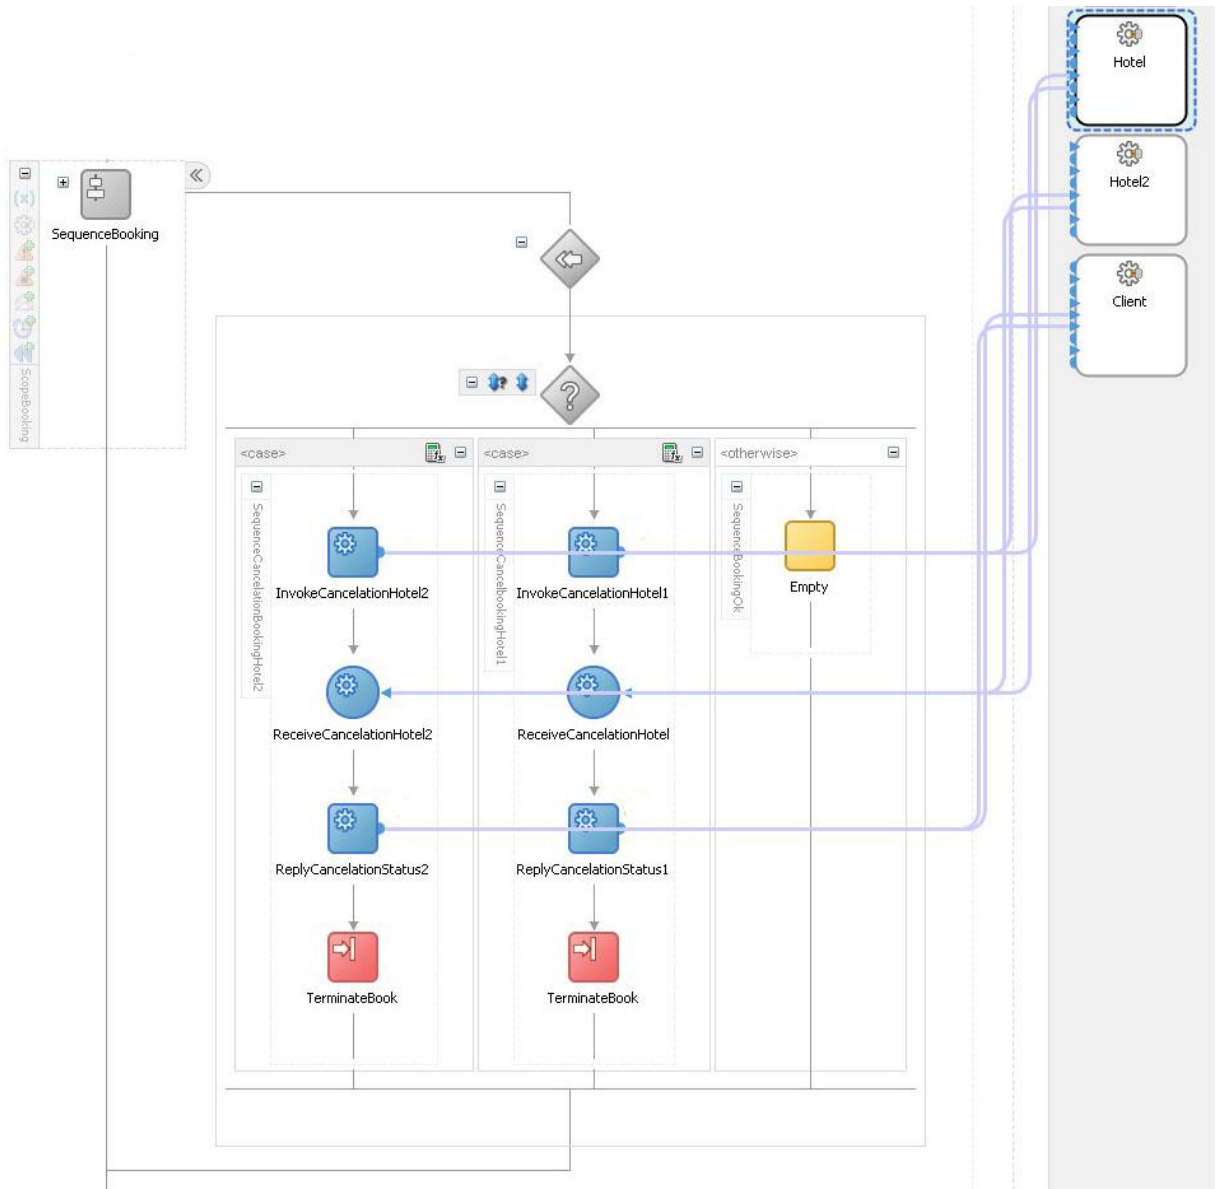 Hotel
Hotel2
Client
SequenceBooking
ScopeBooking
<case>
<case>
<otherwise>
SequenceCancelationBookingHotel2
SequenceCancelbookingHotel1
SequenceBookingOk
InvokeCancelationHotel2
InvokeCancelationHotel1
Empty
ReceiveCancelationHotel2
ReceiveCancelationHotel
ReplyCancelationStatus2
ReplyCancelationStatus1
TerminateBook
TerminateBook